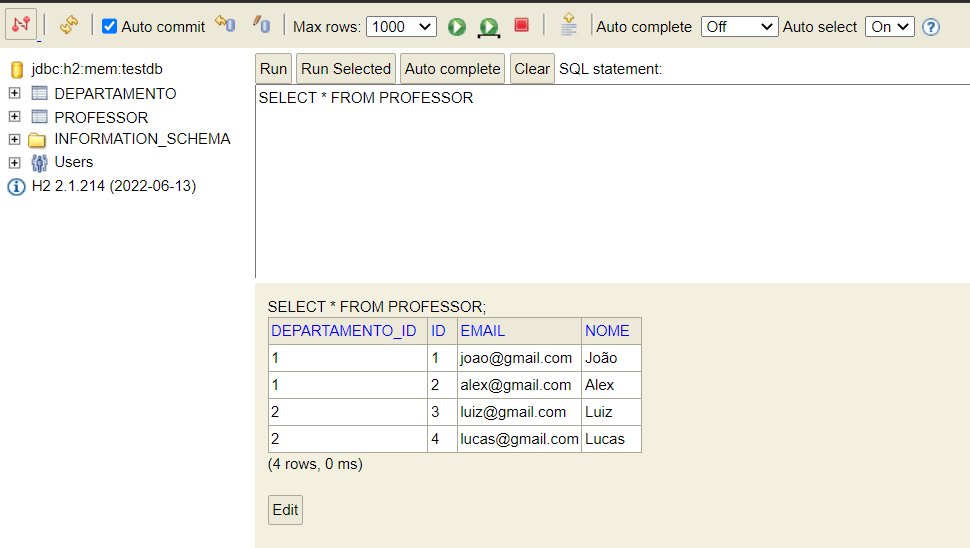 Auto commit Max rows: 1000 Auto complete Off Auto select On ?
jdbc:h2:mem:testdb
DEPARTAMENTO
PROFESSOR
INFORMATION_SCHEMA
Users
H2 2.1.214 (2022-06-13)
Run Run Selected Auto complete Clear SQL statement:
SELECT * FROM PROFESSOR
SELECT * FROM PROFESSOR;
DEPARTAMENTO_ID ID EMAIL NOME
1 1 joao@gmail.com João
1 2 alex@gmail.com Alex
2 3 luiz@gmail.com Luiz
2 4 lucas@gmail.com Lucas
(4 rows, 0 ms)
Edit